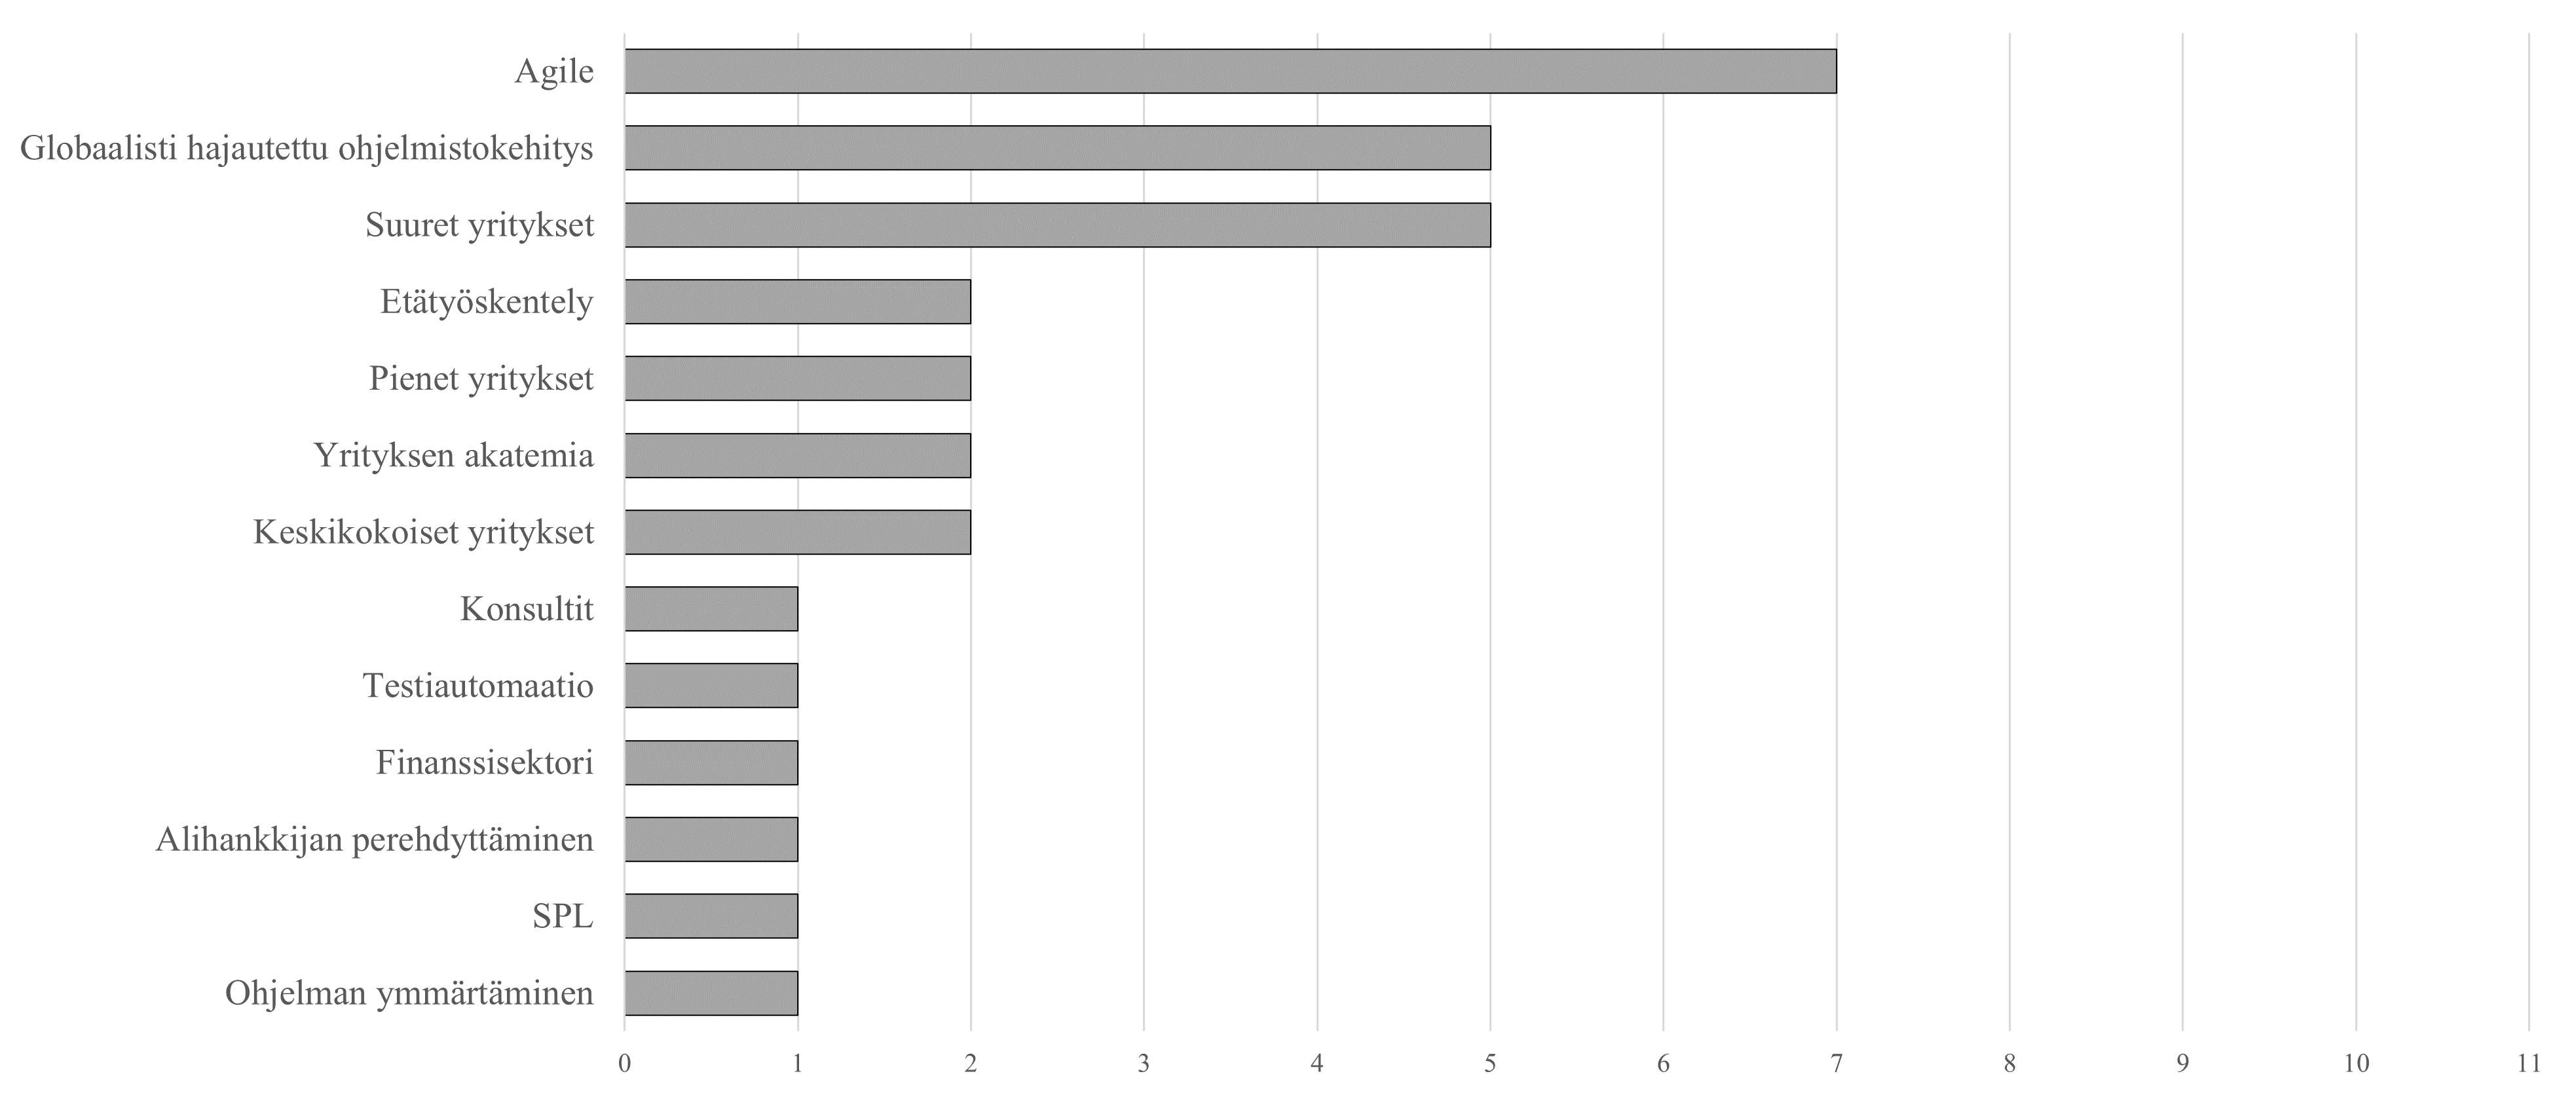 Agile
Globaalisti hajautettu ohjelmistokehitys
Suuret yritykset
Etätyöskentely
Pienet yritykset
Yrityksen akatemia
Keskikokoiset yritykset
Konsultit
Testiautomaatio
Finanssisektori
Alihankkijan perehdyttäminen
SPL
Ohjelman ymmärtäminen
0 1 2 3 4 5 6 7 8 9 10 11